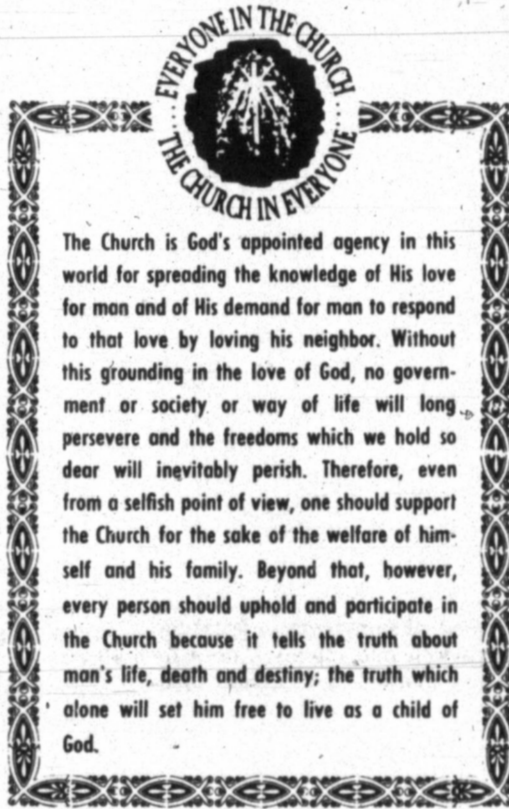 EVERYONE IN THE CHURCH ...
THE CHURCH IN EVERYONE ...
The Church is God's appointed agency in this
world for spreading the knowledge of His love
for man and of His demand for man to respond
to that love by loving his neighbor. Without
this grounding in the love of God, no govern-
ment or society or way of life will long
persevere and the freedoms which we hold so
dear will inevitably perish. Therefore, even
from a selfish point of view, one should support
the Church for the sake of the welfare of him-
self and his family. Beyond that, however,
every person should uphold and participate in
the Church because it tells the truth about
man's life, death and destiny; the truth which
alone will set him free to live as a child of
God.